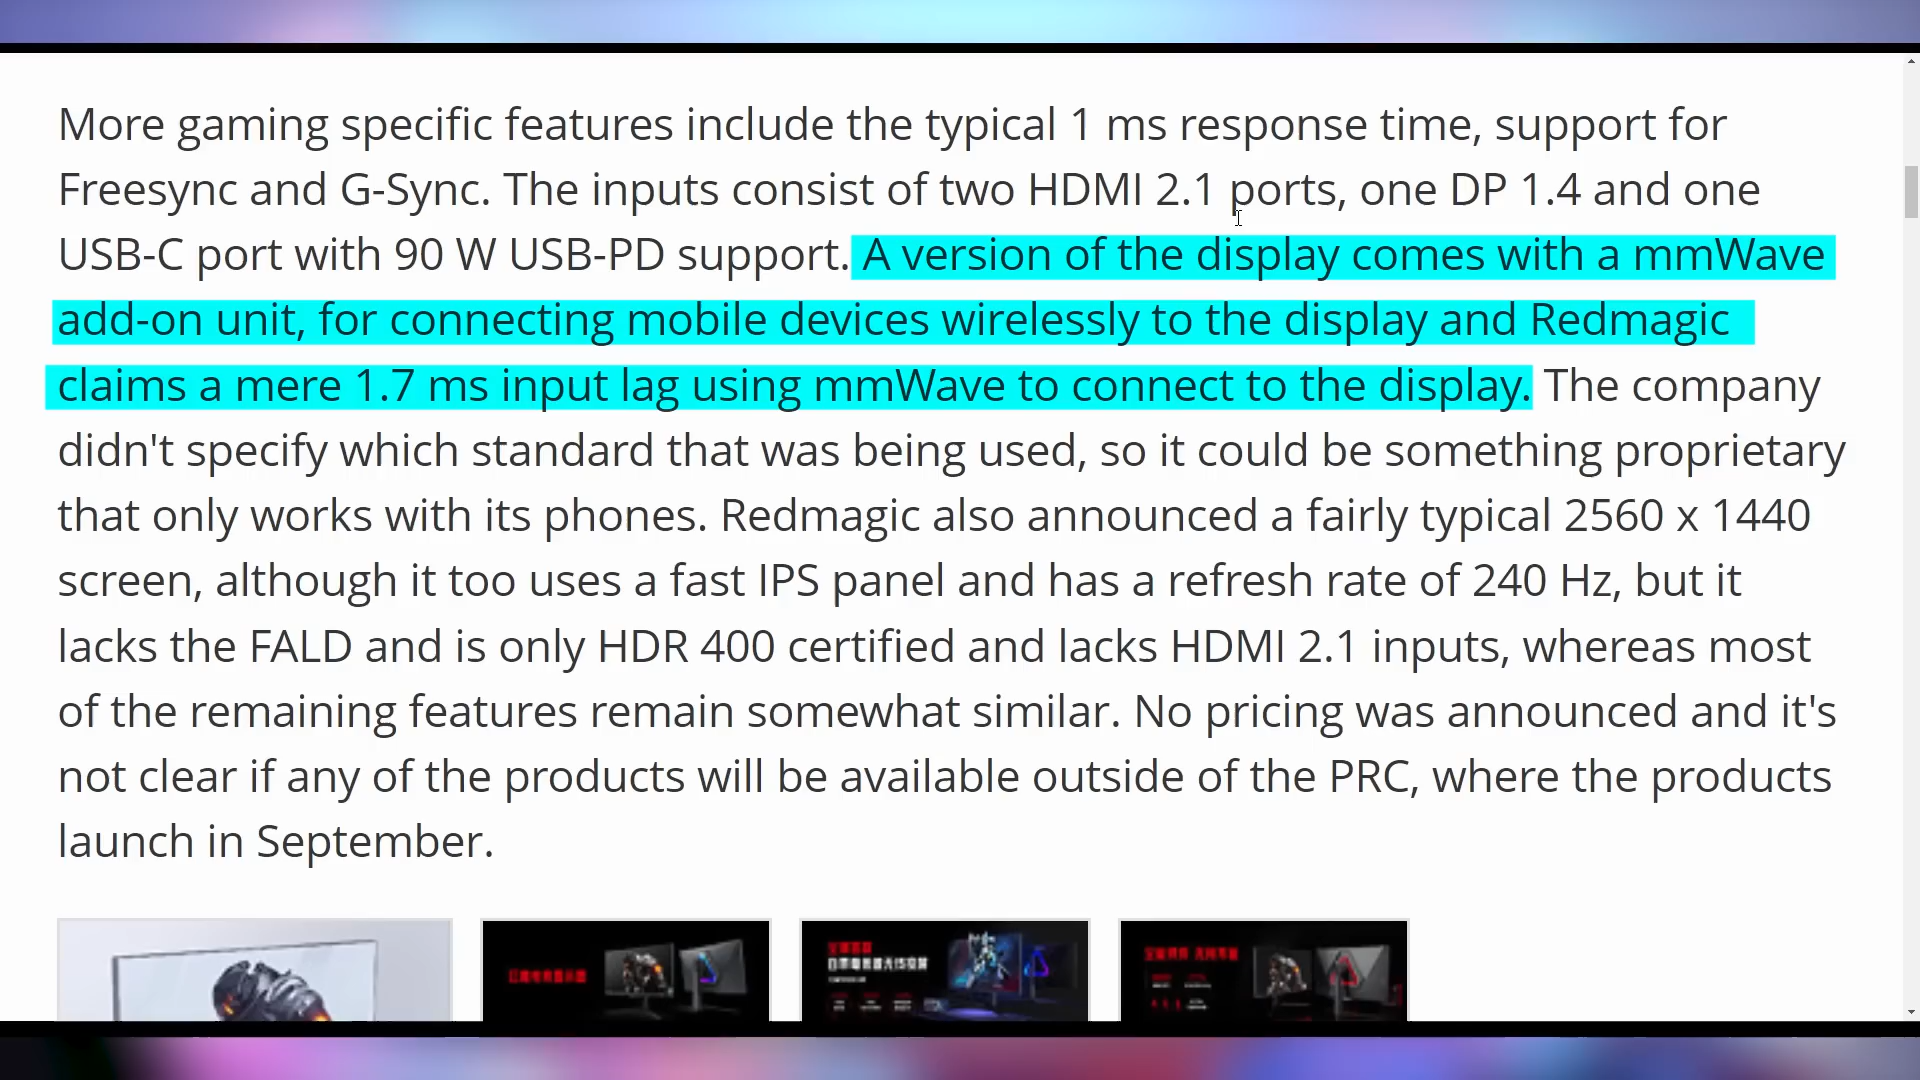 More gaming specific features include the typical 1 ms response time, support for
Freesync and G-Sync. The inputs consist of two HDMI 2.1 ports, one DP 1.4 and one
USB-C port with 90 W USB-PD support. A version of the display comes with a mmWave
add-on unit, for connecting mobile devices wirelessly to the display and Redmagic
claims a mere 1.7 ms input lag using mmWave to connect to the display. The company
didn't specify which standard that was being used, so it could be something proprietary
that only works with its phones. Redmagic also announced a fairly typical 2560 x 1440
screen, although it too uses a fast IPS panel and has a refresh rate of 240 Hz, but it
lacks the FALD and is only HDR 400 certified and lacks HDMI 2.1 inputs, whereas most
of the remaining features remain somewhat similar. No pricing was announced and it's
not clear if any of the products will be available outside of the PRC, where the products
launch in September.